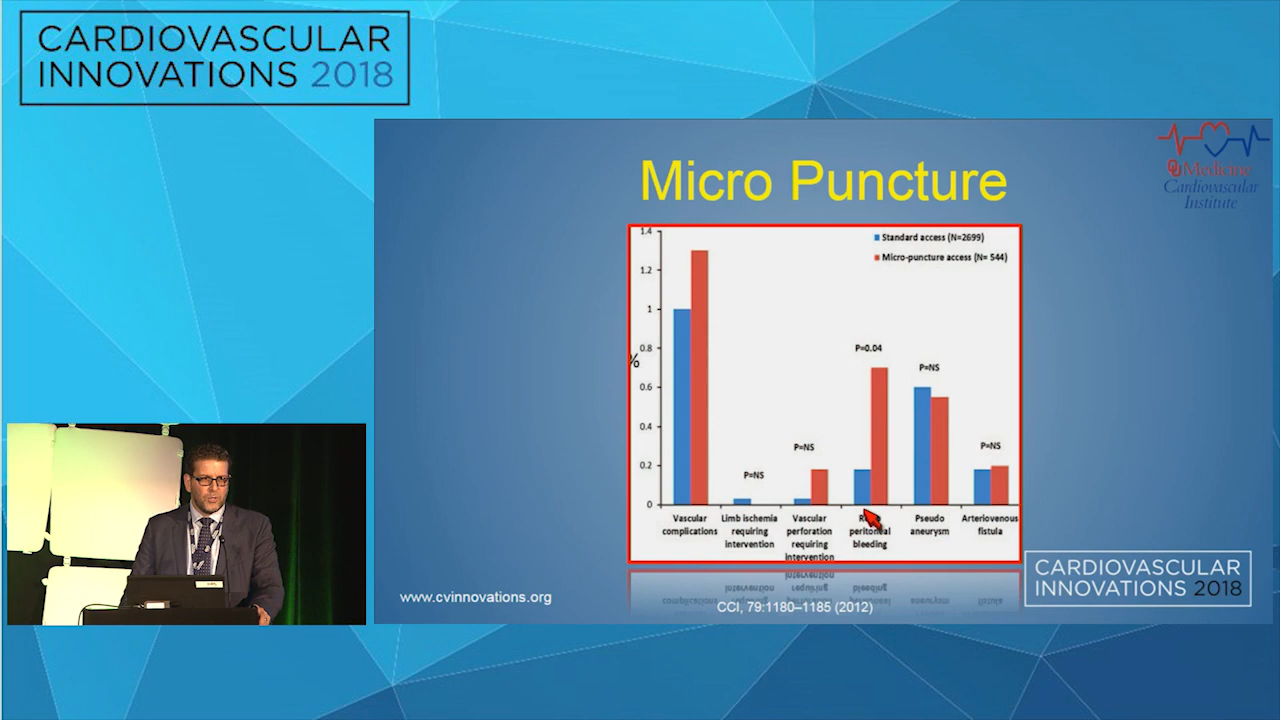 CARDIOVASCULAR
INNOVATIONS 2018
Micro Puncture
OU Medicine
Cardiovascular
Institute
Standard access (N=2699)
Micro-puncture access (N= 544)
1.4
1.2
1
0.8
0.6
0.4
0.2
0
%
P=NS
P=NS
P=0.04
P=NS
P=NS
Vascular
complications
Limb ischemia
requiring
intervention
Vascular
perforation
requiring
intervention
peritoneal
bleeding
Pseudo
aneurysm
Arteriovenous
fistula
CARDIOVASCULAR
INNOVATIONS 2018
www.cvinnovations.org
CCI, 79:1180–1185 (2012)